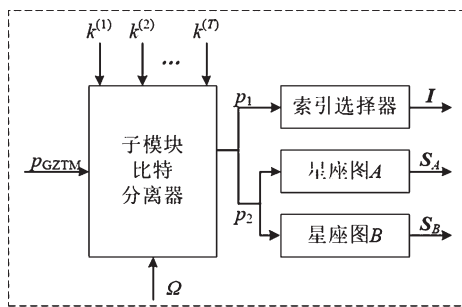 k(1) k(2) ... k(T)
p1
索引选择器
I
子模块
比特
分离器
pGZTM
星座图A
SA
p2
星座图B
SB
Ω